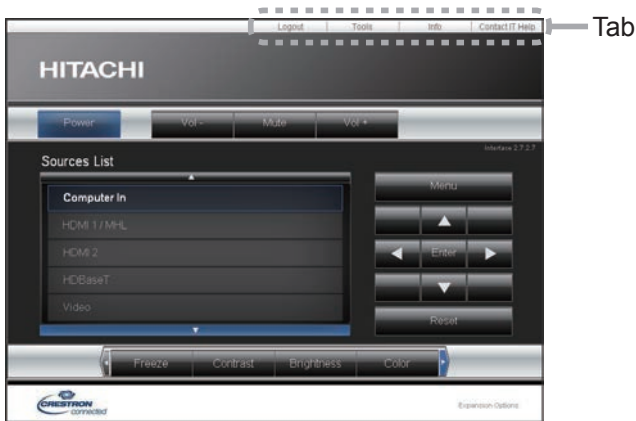 Logout Tools Info Contact IT Help
Tab
HITACHI
Power Vol - Mute Vol +
Interface 2.7.2.7
Sources List
Computer In
HDMI 1 / MHL
HDMI 2
HDBaseT
Video
Menu
Enter
Reset
Freeze Contrast Brightness Color
CRESTRON
connected
Expansion Options